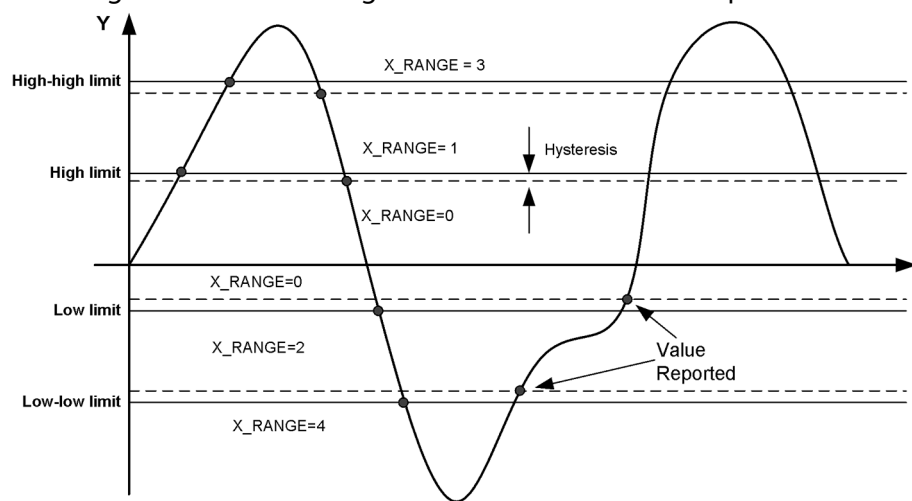 Y
High-high limit
X_RANGE = 3
X_RANGE= 1
Hysteresis
High limit
X_RANGE=0
X_RANGE=0
Low limit
X_RANGE=2
Value
Reported
Low-low limit
X_RANGE=4